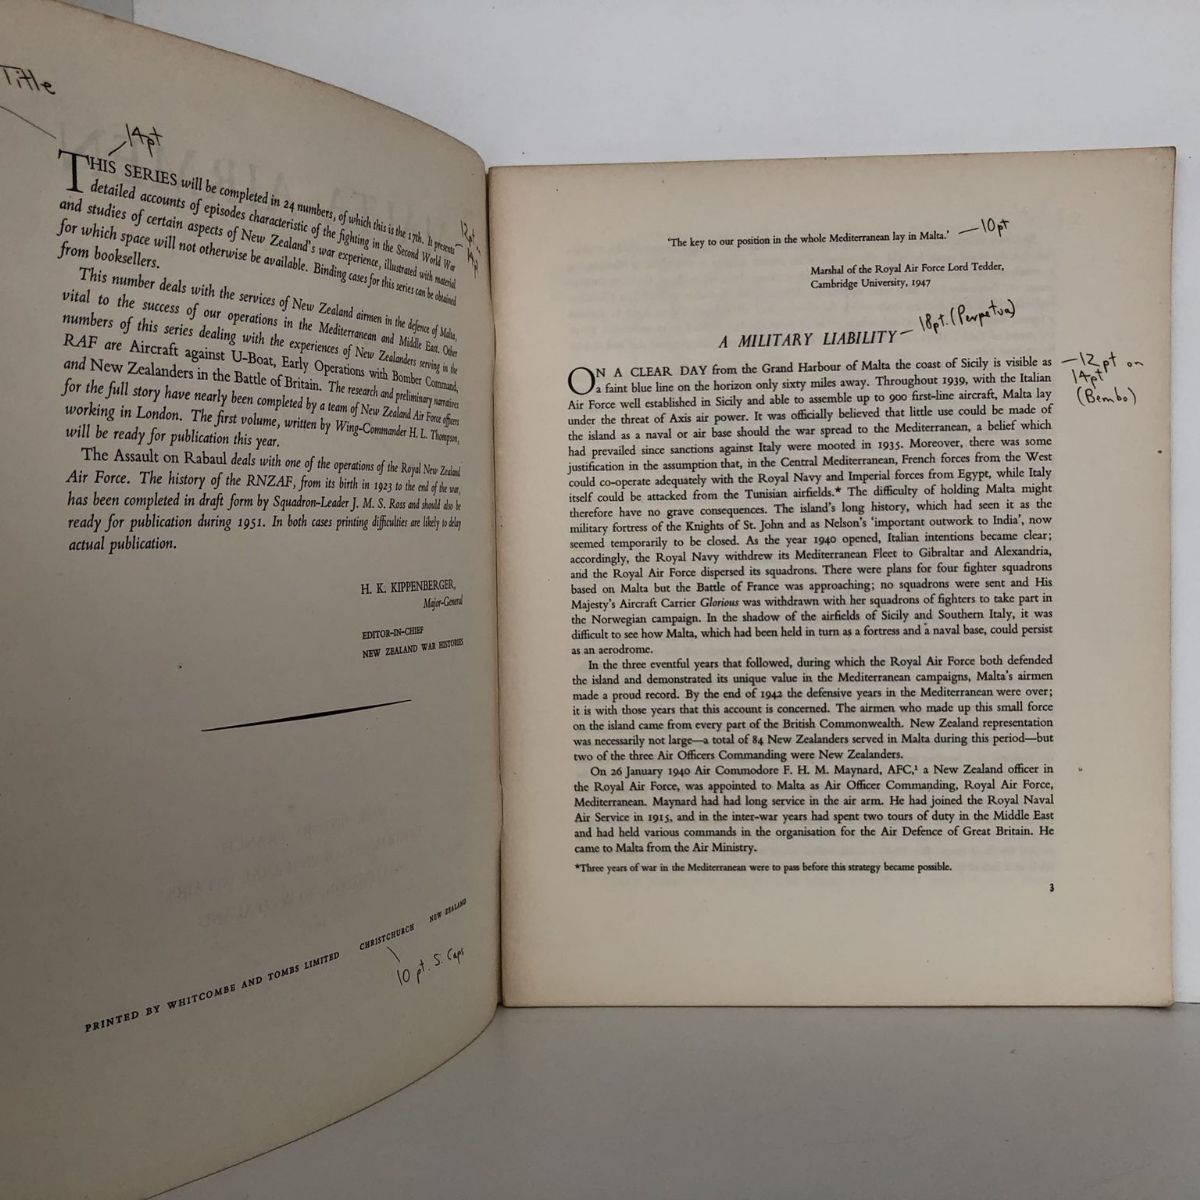 Title
14pt
THIS SERIES will be completed in 24 numbers, of which this is the 17th. It presents
detailed accounts of episodes characteristic of the fighting in the Second World War
and studies of certain aspects of New Zealand's war experience, illustrated with material
for which space will not otherwise be available. Binding cases for this series can be obtained
from booksellers.
12pt on
14pt
This number deals with the services of New Zealand airmen in the defence of Malta,
vital to the success of our operations in the Mediterranean and Middle East. Other
numbers of this series dealing with the experiences of New Zealanders serving in the
RAF are Aircraft against U-Boat, Early Operations with Bomber Command,
and New Zealanders in the Battle of Britain. The research and preliminary narratives
for the full story have nearly been completed by a team of New Zealand Air Force officers
working in London. The first volume, written by Wing-Commander H. L. Thompson,
will be ready for publication this year.
The Assault on Rabaul deals with one of the operations of the Royal New Zealand
Air Force. The history of the RNZAF, from its birth in 1923 to the end of the war,
has been completed in draft form by Squadron-Leader J. M. S. Ross and should also be
ready for publication during 1951. In both cases printing difficulties are likely to delay
actual publication.
H. K. KIPPENBERGER,
Major-General
EDITOR-IN-CHIEF
NEW ZEALAND WAR HISTORIES
PRINTED BY WHITCOMBE AND TOMBS LIMITED CHRISTCHURCH NEW ZEALAND
10 pt. S. Caps
'The key to our position in the whole Mediterranean lay in Malta.' —10pt
Marshal of the Royal Air Force Lord Tedder,
Cambridge University, 1947
A MILITARY LIABILITY — 18pt. (Perpetua)
ON A CLEAR DAY from the Grand Harbour of Malta the coast of Sicily is visible as
a faint blue line on the horizon only sixty miles away. Throughout 1939, with the Italian
Air Force well established in Sicily and able to assemble up to 900 first-line aircraft, Malta lay
under the threat of Axis air power. It was officially believed that little use could be made of
the island as a naval or air base should the war spread to the Mediterranean, a belief which
had prevailed since sanctions against Italy were mooted in 1935. Moreover, there was some
justification in the assumption that, in the Central Mediterranean, French forces from the West
could co-operate adequately with the Royal Navy and Imperial forces from Egypt, while Italy
itself could be attacked from the Tunisian airfields.* The difficulty of holding Malta might
therefore have no grave consequences. The island's long history, which had seen it as the
military fortress of the Knights of St. John and as Nelson's 'important outwork to India', now
seemed temporarily to be closed. As the year 1940 opened, Italian intentions became clear;
accordingly, the Royal Navy withdrew its Mediterranean Fleet to Gibraltar and Alexandria,
and the Royal Air Force dispersed its squadrons. There were plans for four fighter squadrons
based on Malta but the Battle of France was approaching; no squadrons were sent and His
Majesty's Aircraft Carrier Glorious was withdrawn with her squadrons of fighters to take part in
the Norwegian campaign. In the shadow of the airfields of Sicily and Southern Italy, it was
difficult to see how Malta, which had been held in turn as a fortress and a naval base, could persist
as an aerodrome.
—12pt on
14pt
(Bembo)
In the three eventful years that followed, during which the Royal Air Force both defended
the island and demonstrated its unique value in the Mediterranean campaigns, Malta's airmen
made a proud record. By the end of 1942 the defensive years in the Mediterranean were over;
it is with those years that this account is concerned. The airmen who made up this small force
on the island came from every part of the British Commonwealth. New Zealand representation
was necessarily not large—a total of 84 New Zealanders served in Malta during this period—but
two of the three Air Officers Commanding were New Zealanders.
On 26 January 1940 Air Commodore F. H. M. Maynard, AFC,¹ a New Zealand officer in
the Royal Air Force, was appointed to Malta as Air Officer Commanding, Royal Air Force,
Mediterranean. Maynard had had long service in the air arm. He had joined the Royal Naval
Air Service in 1915, and in the inter-war years had spent two tours of duty in the Middle East
and had held various commands in the organisation for the Air Defence of Great Britain. He
came to Malta from the Air Ministry.
*Three years of war in the Mediterranean were to pass before this strategy became possible.
3